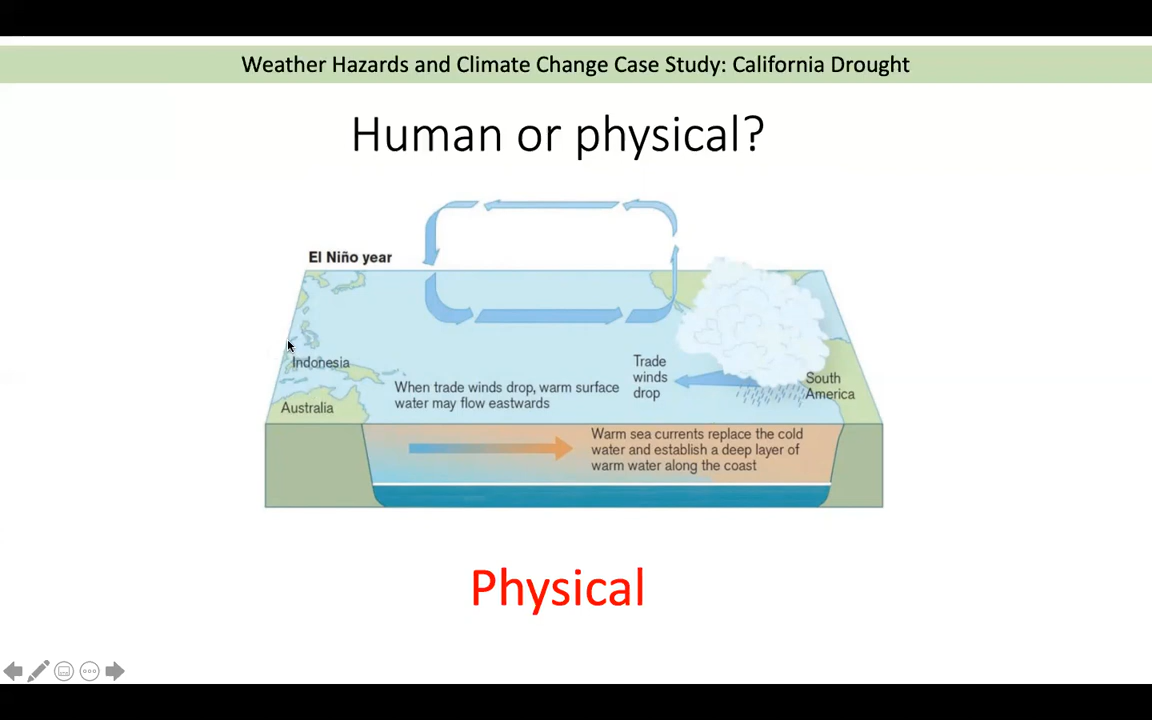 Weather Hazards and Climate Change Case Study: California Drought
Human or physical?
El Niño year
Indonesia
Australia
When trade winds drop, warm surface
water may flow eastwards
Trade
winds
drop
South
America
Warm sea currents replace the cold
water and establish a deep layer of
warm water along the coast
Physical